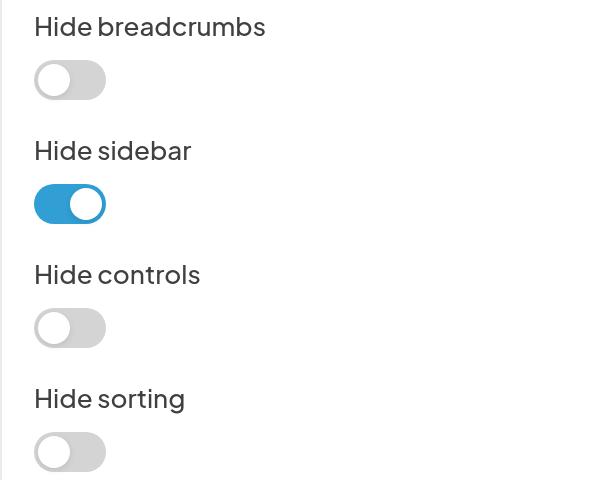 Hide breadcrumbs
Hide sidebar
Hide controls
Hide sorting